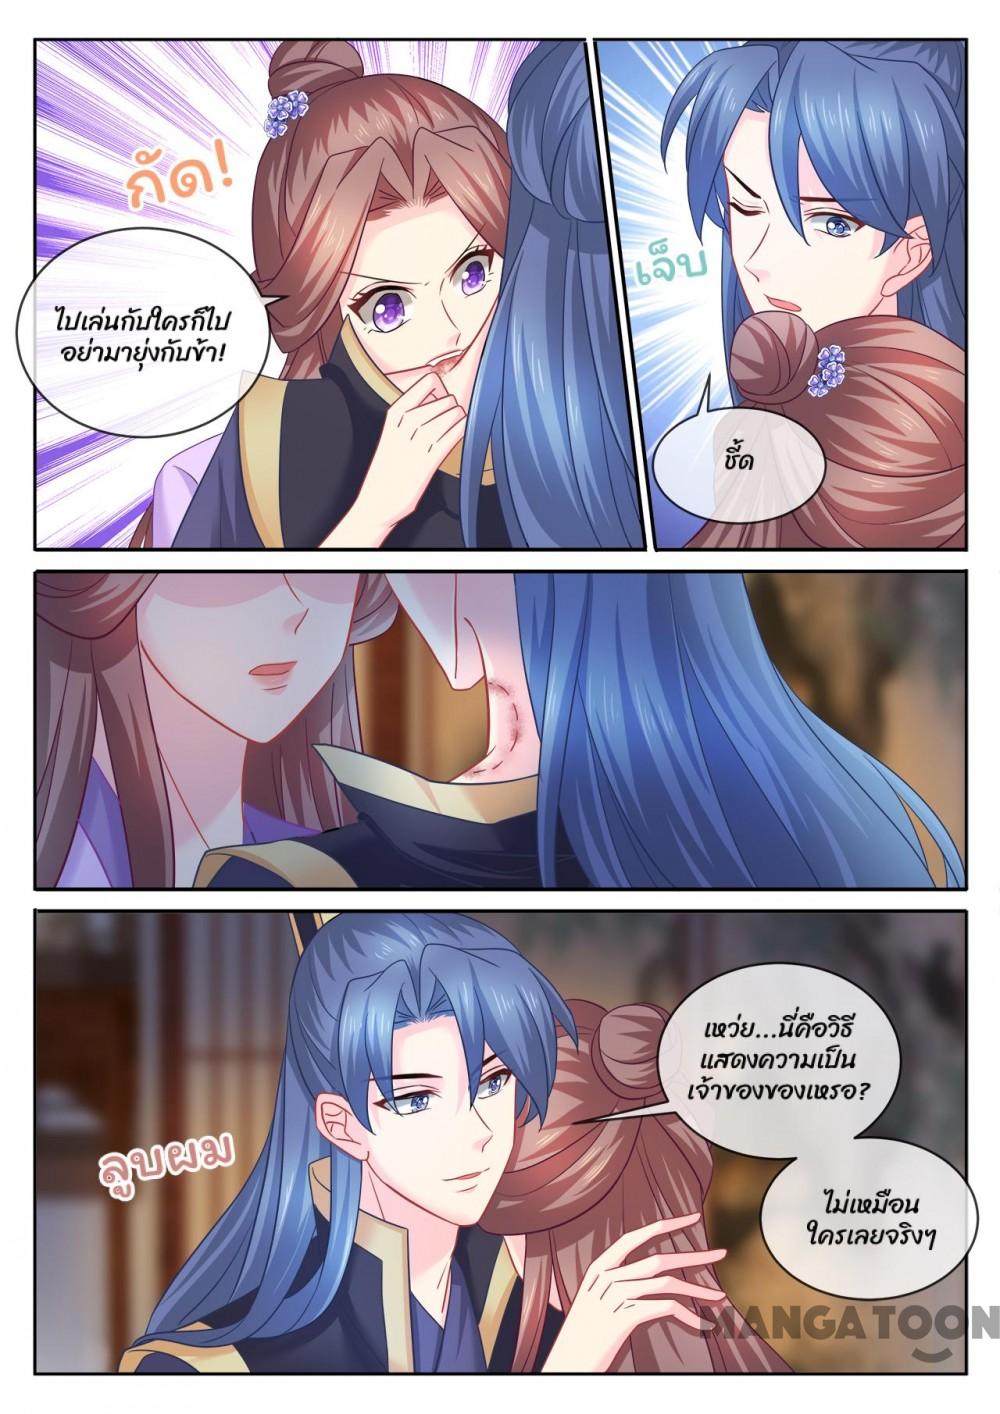 กัด!
ไปเล่นกับใครก็ไป
อย่ามายุ่งกับข้า!
เจ็บ
ซี้ด
เหว่ย...นี่คือวิธี
แสดงความเป็น
เจ้าของของเหรอ?
ลูบผม
ไม่เหมือน
ใครเลยจริงๆ
MANGATOON